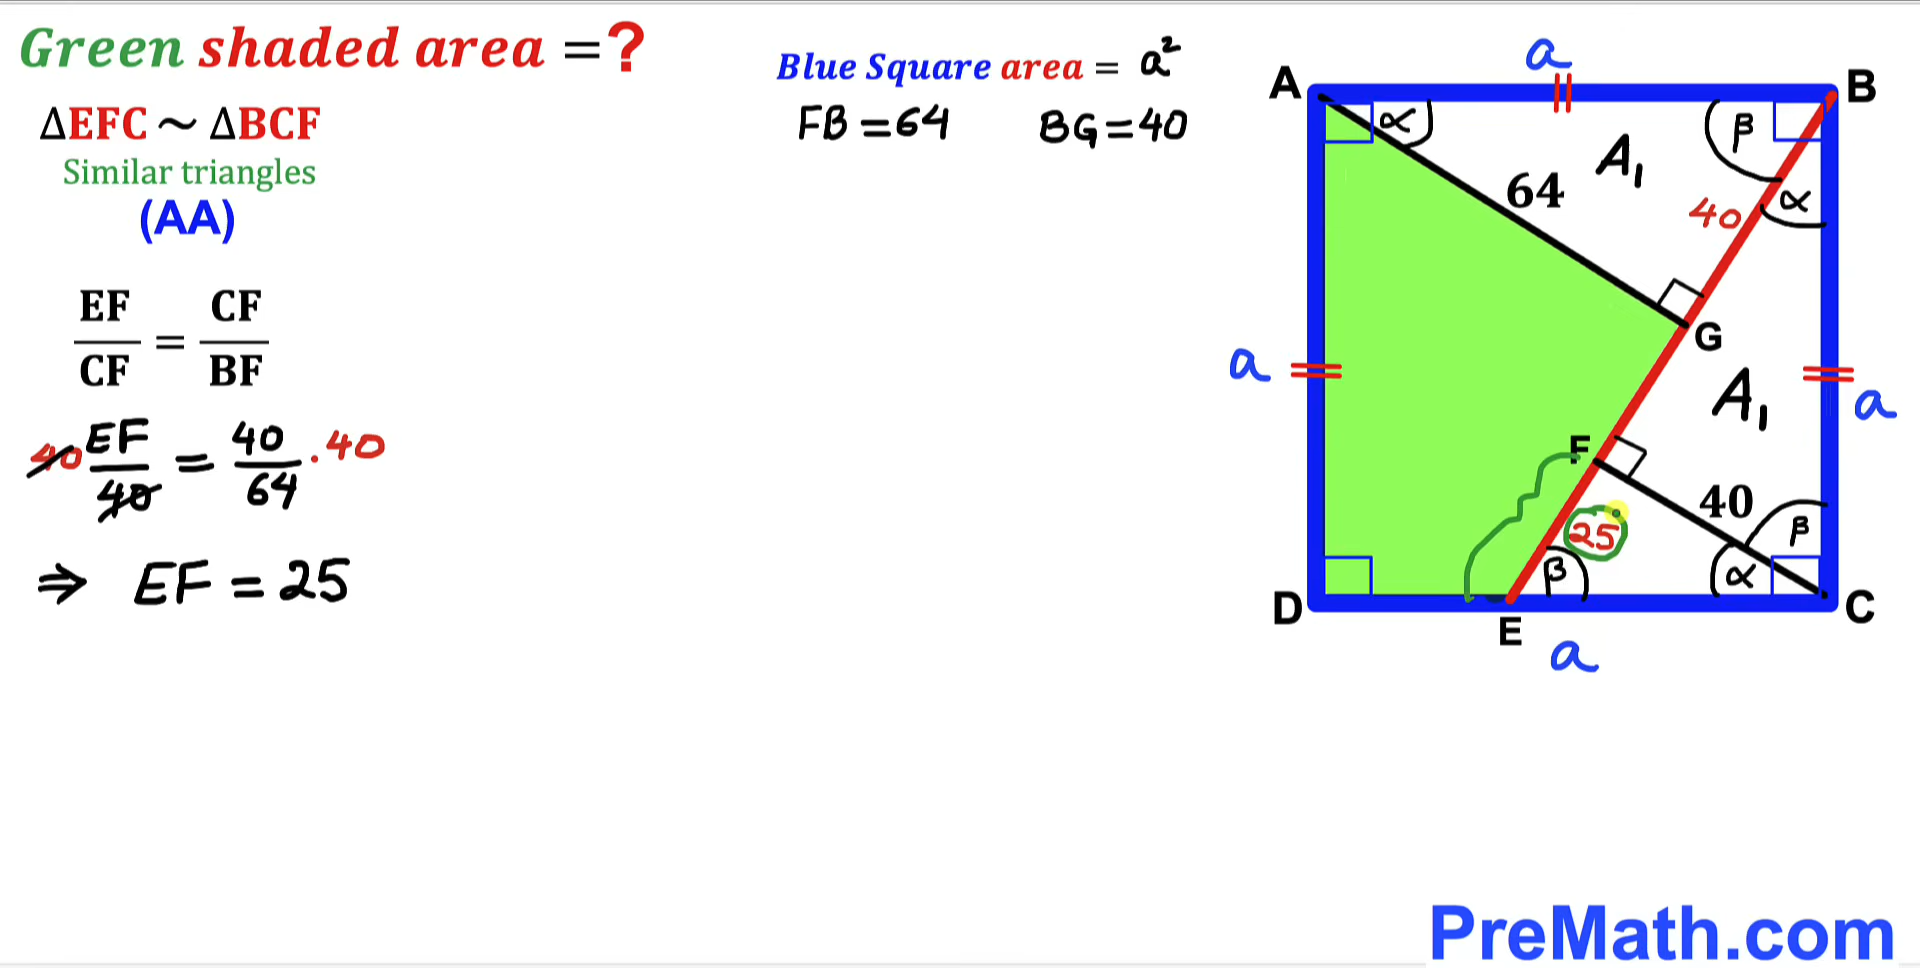 Green shaded area =?
ΔEFC ~ ΔBCF
Similar triangles
(AA)
EF
CF
=
CF
BF
40 EF
40
=
40
64
. 40
⇒ EF = 25
Blue Square area = a²
FB = 64 BG = 40
a
A
B
α
β
A₁
64
40
α
G
a
A₁
a
F
40
25
β
β
α
D
C
E
a
PreMath.com